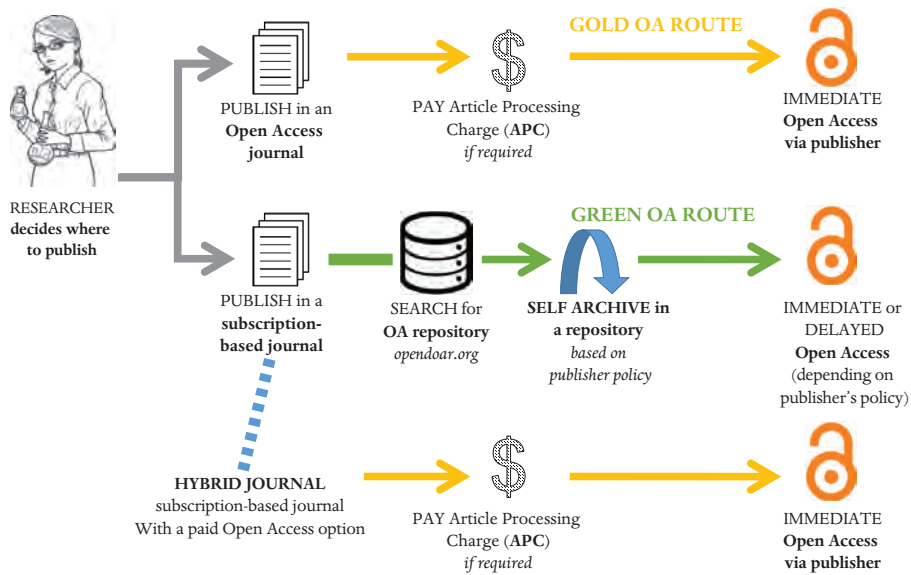 GOLD OA ROUTE
PUBLISH in an
Open Access
journal
PAY Article Processing
Charge (APC)
if required
IMMEDIATE
Open Access
via publisher
RESEARCHER
decides where
to publish
GREEN OA ROUTE
PUBLISH in a
subscription-
based journal
SEARCH for
OA repository
opendoar.org
SELF ARCHIVE in
a repository
based on
publisher policy
IMMEDIATE or
DELAYED
Open Access
(depending on
publisher's policy)
HYBRID JOURNAL
subscription-based journal
With a paid Open Access option
PAY Article Processing
Charge (APC)
if required
IMMEDIATE
Open Access
via publisher